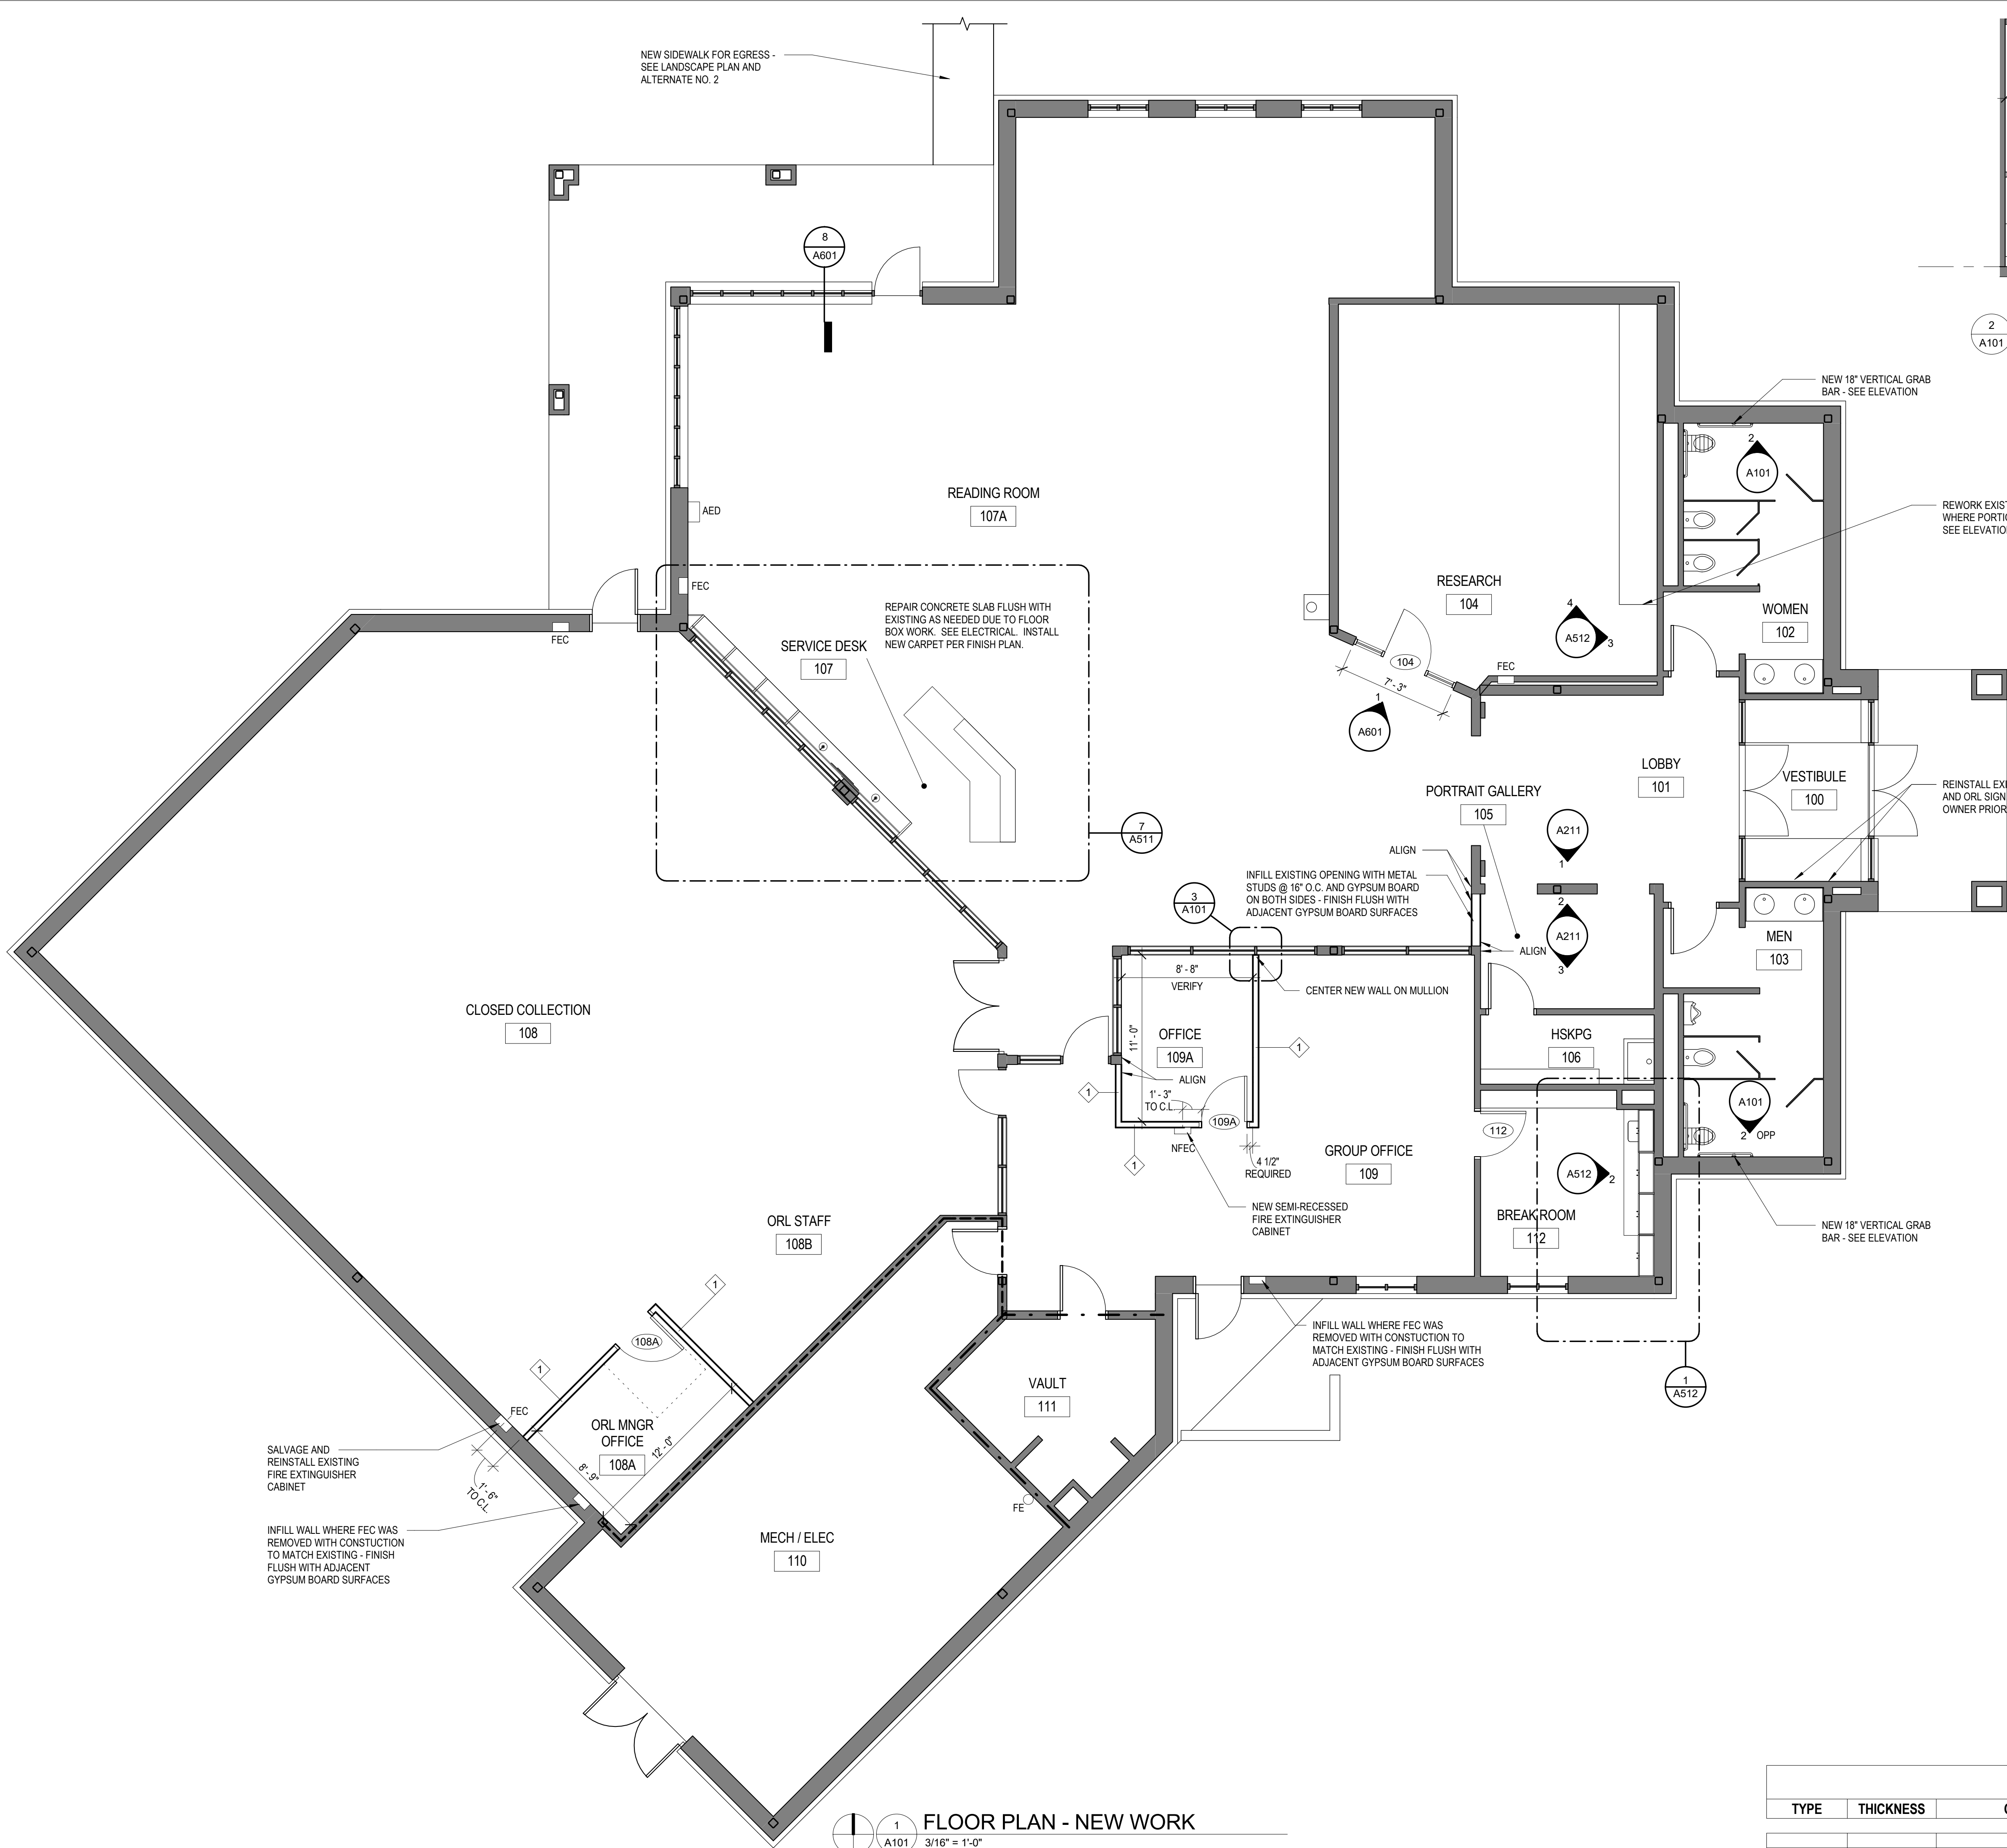 NEW SIDEWALK FOR EGRESS -
SEE LANDSCAPE PLAN AND
ALTERNATE NO. 2
8
A601
2
A101
NEW 18" VERTICAL GRAB
BAR - SEE ELEVATION
2
A101
READING ROOM
107A
AED
REWORK
WHERE
SEE
FEC
FEC
REPAIR CONCRETE SLAB FLUSH WITH
EXISTING AS NEEDED DUE TO FLOOR
BOX WORK. SEE ELECTRICAL. INSTALL
NEW CARPET PER FINISH PLAN.
SERVICE DESK
107
RESEARCH
104
4
A512
3
WOMEN
102
104
FEC
7' - 3"
1
A601
LOBBY
101
VESTIBULE
100
PORTRAIT GALLERY
105
REINSTALL
AND ORL
OWNER
7
A511
A211
1
ALIGN
INFILL EXISTING OPENING WITH METAL
STUDS @ 16" O.C. AND GYPSUM BOARD
ON BOTH SIDES - FINISH FLUSH WITH
ADJACENT GYPSUM BOARD SURFACES
3
A101
2
A211
3
ALIGN
MEN
103
8' - 8"
VERIFY
CENTER NEW WALL ON MULLION
CLOSED COLLECTION
108
11' - 0"
OFFICE
109A
1
HSKPG
106
ALIGN
1
1' - 3"
TO C.L.
109A
112
A101
2 OPP
NFEC
1
4 1/2"
REQUIRED
GROUP OFFICE
109
A512
2
NEW SEMI-RECESSED
FIRE EXTINGUISHER
CABINET
BREAK ROOM
112
NEW 18" VERTICAL GRAB
BAR - SEE ELEVATION
ORL STAFF
108B
1
108A
1
INFILL WALL WHERE FEC WAS
REMOVED WITH CONSTUCTION TO
MATCH EXISTING - FINISH FLUSH WITH
ADJACENT GYPSUM BOARD SURFACES
1
A512
VAULT
111
FEC
ORL MNGR
OFFICE
108A
12' - 0"
8' - 9"
1' - 6"
TO C.L.
SALVAGE AND
REINSTALL EXISTING
FIRE EXTINGUISHER
CABINET
FE
INFILL WALL WHERE FEC WAS
REMOVED WITH CONSTUCTION
TO MATCH EXISTING - FINISH
FLUSH WITH ADJACENT
GYPSUM BOARD SURFACES
MECH / ELEC
110
TYPE THICKNESS
1
A101
FLOOR PLAN - NEW WORK
3/16" = 1'-0"